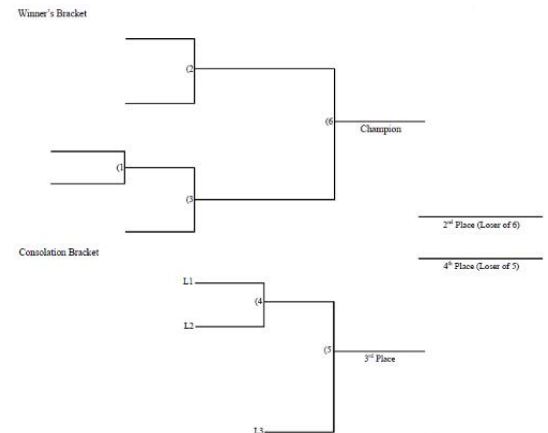 Winner's Bracket
(2
(6
Champion
(1
(3
2nd Place (Loser of 6)
Consolation Bracket
4th Place (Loser of 5)
L1
(4
L2
(5
3rd Place
L3